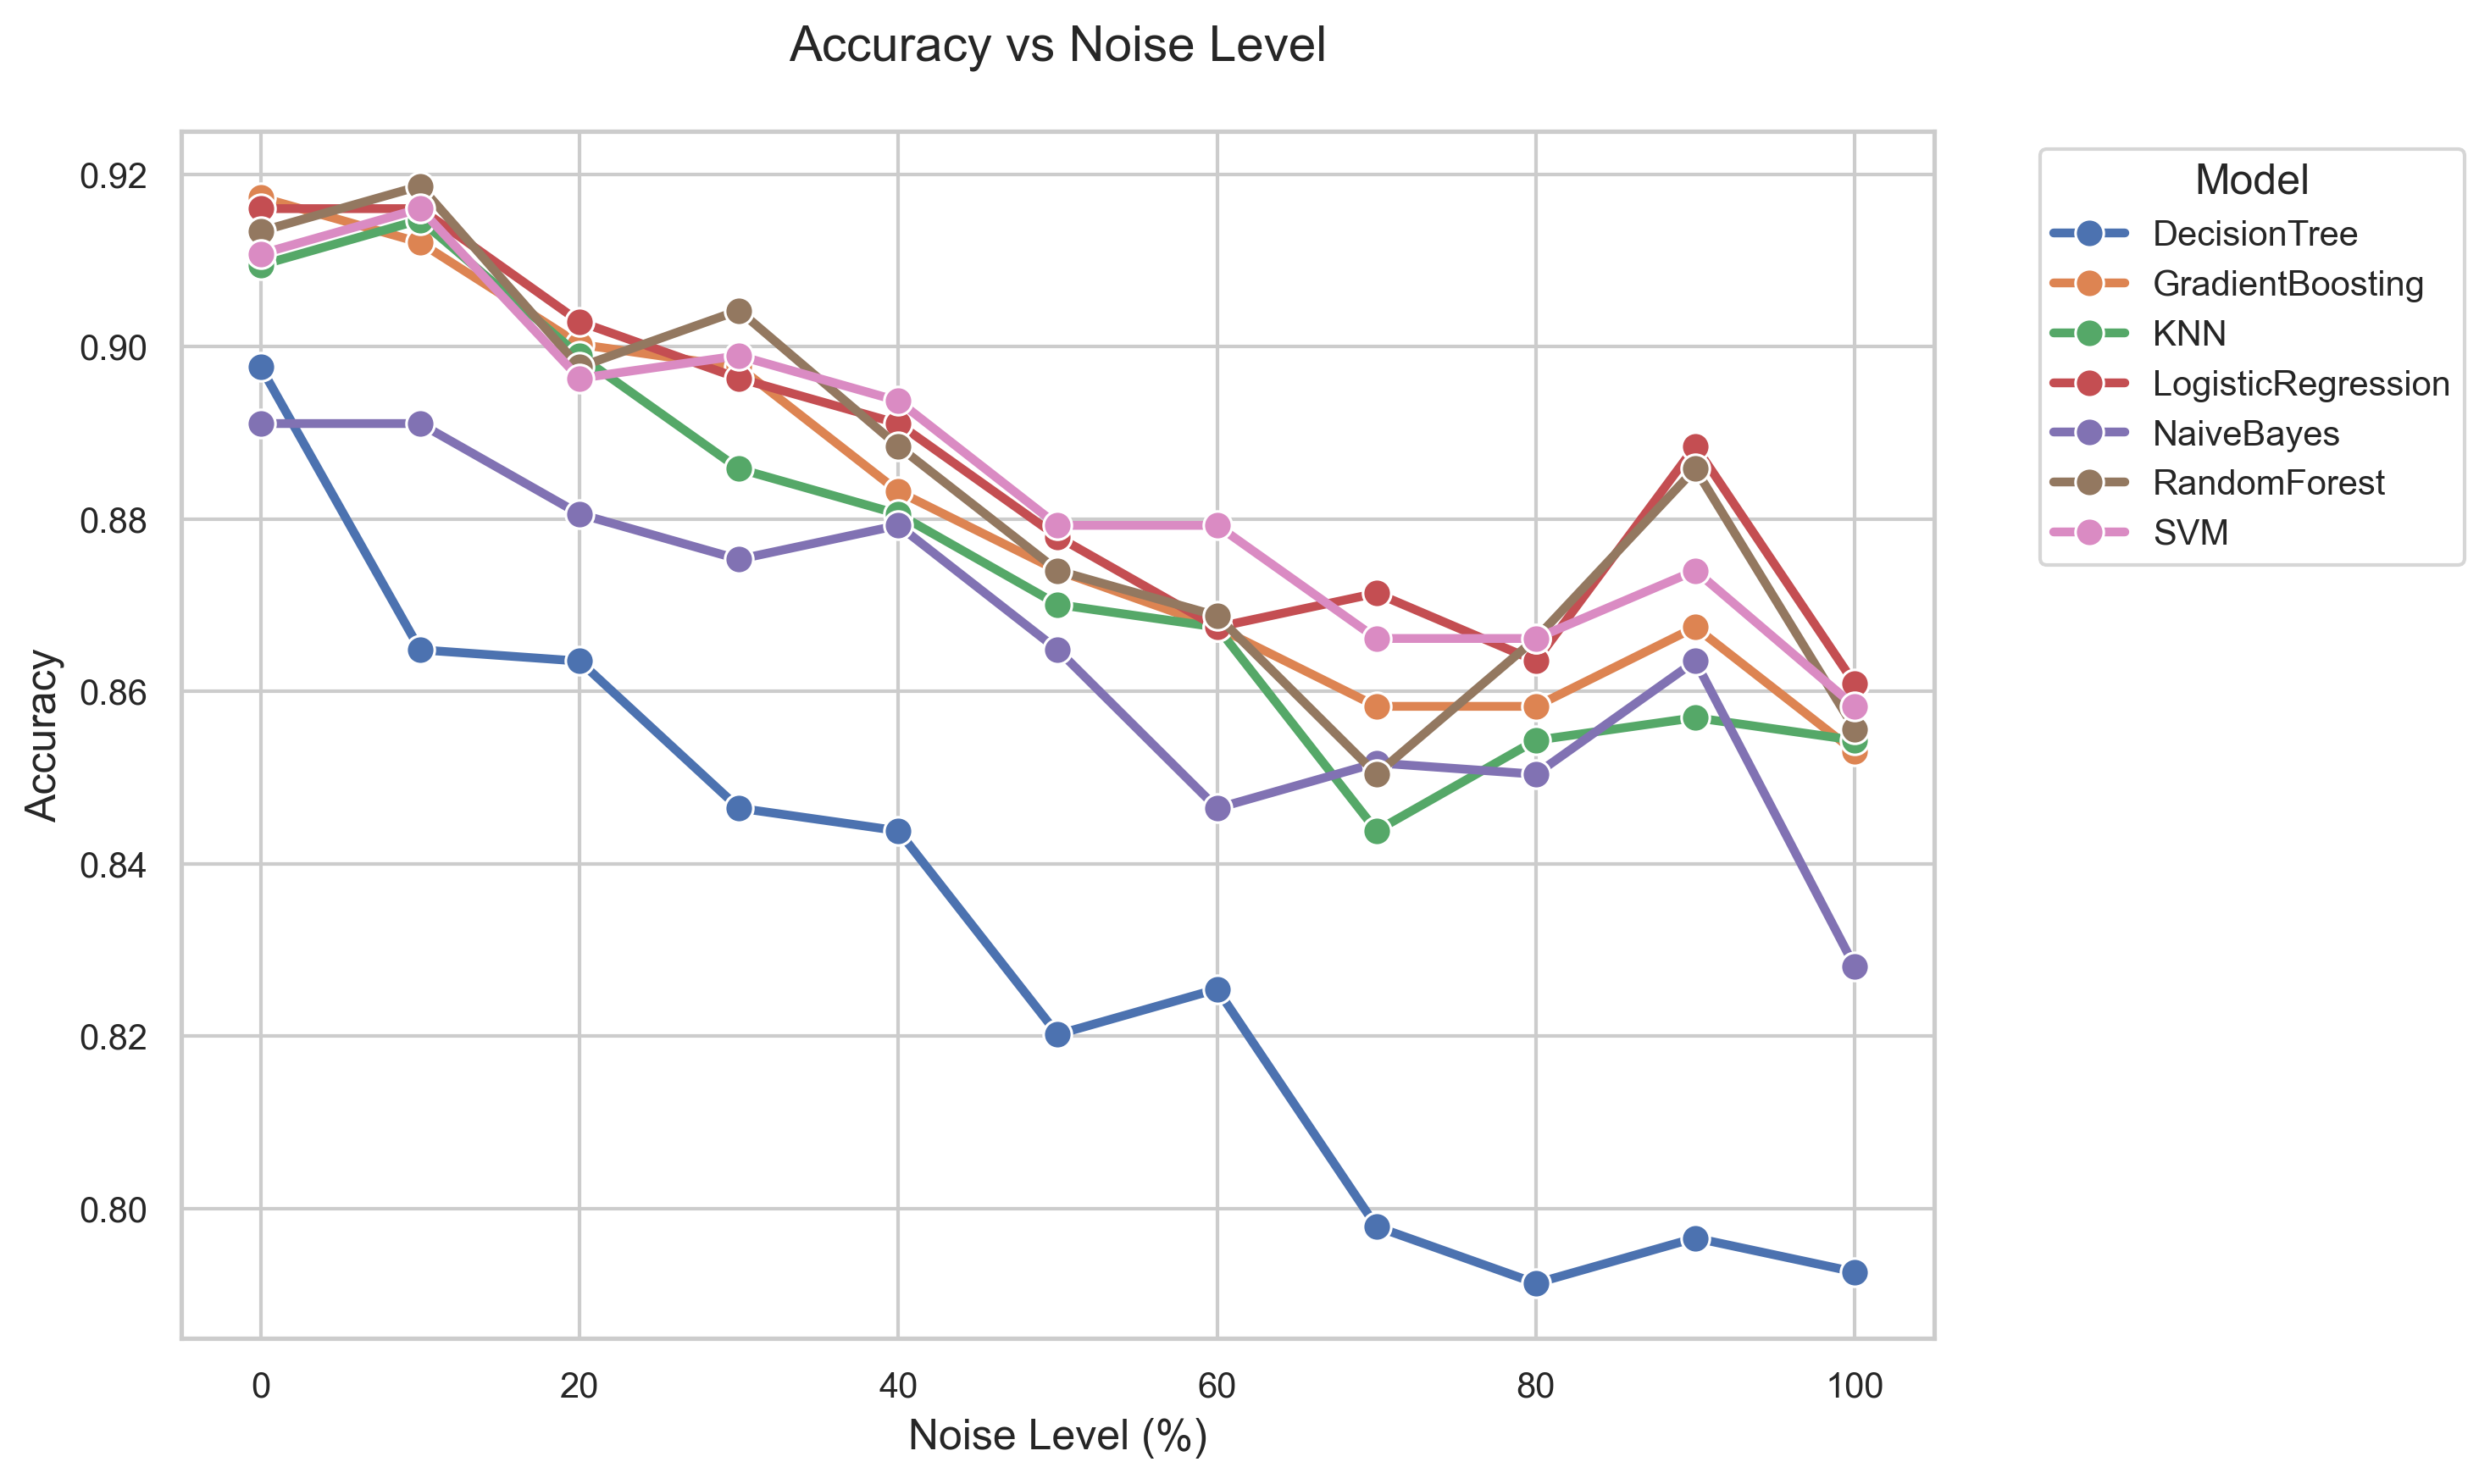 Accuracy vs Noise Level
0.92
0.90
0.88
0.86
0.84
0.82
0.80
Accuracy
0 20 40 60 80 100
Noise Level (%)
Model
DecisionTree
GradientBoosting
KNN
LogisticRegression
NaiveBayes
RandomForest
SVM